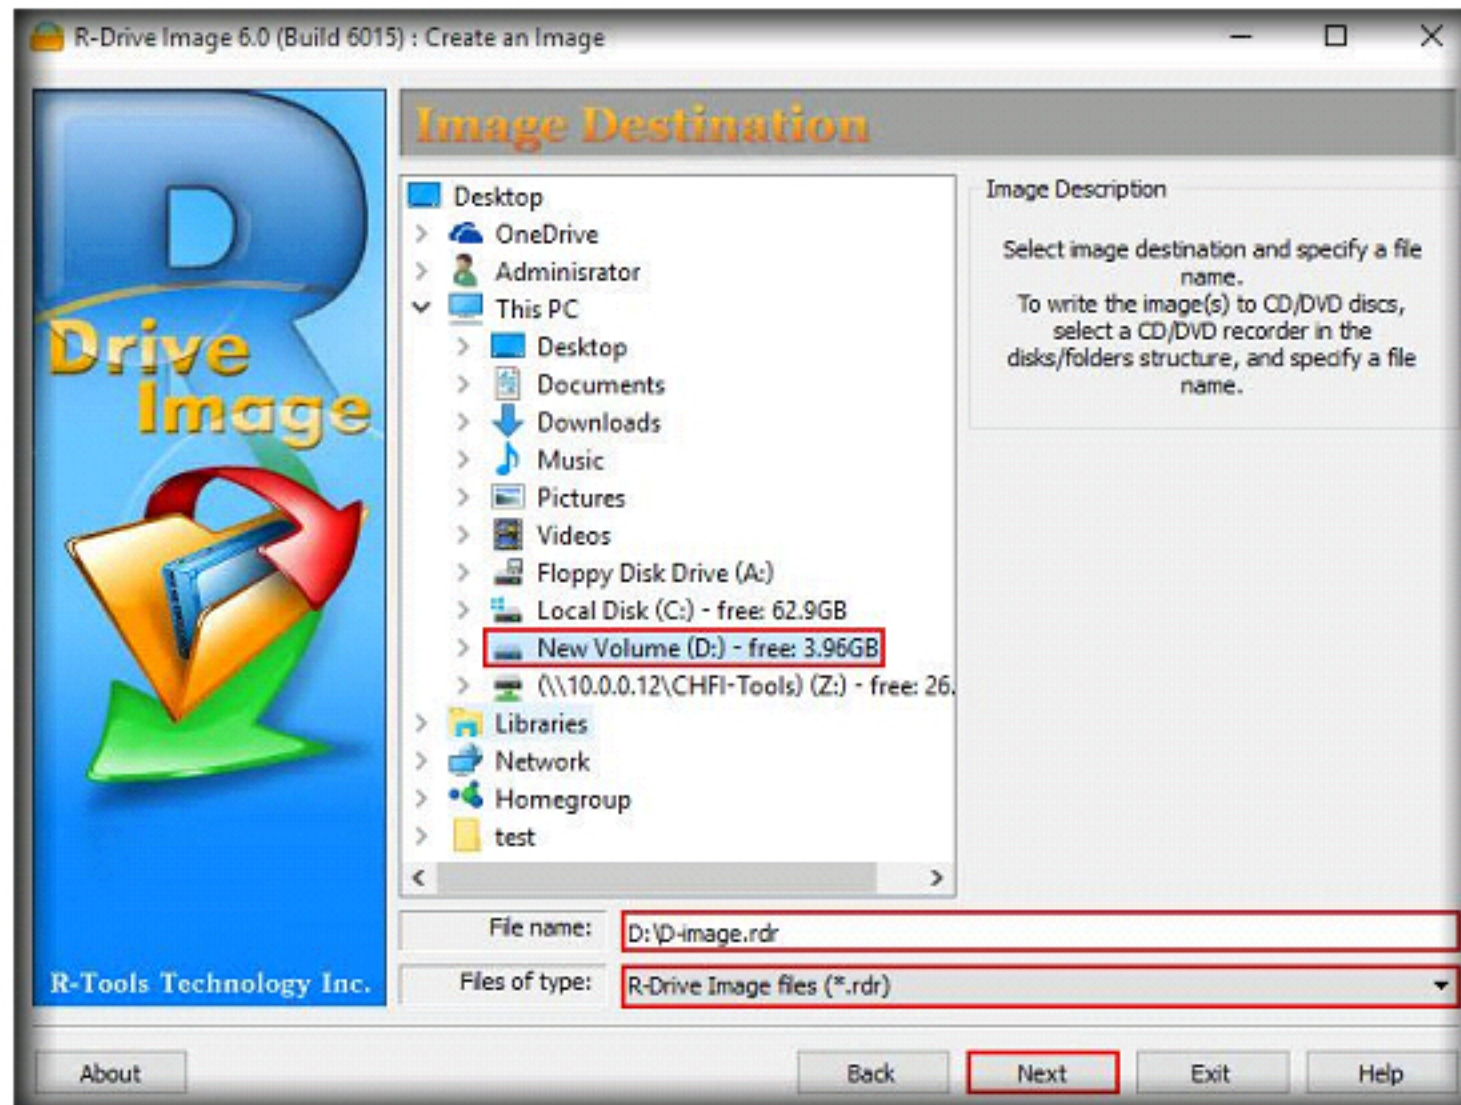 R-Drive Image 6.0 (Build 6015) : Create an Image
R
Drive
Image
R-Tools Technology Inc.
Image Destination
Desktop
OneDrive
Adminisrator
This PC
Desktop
Documents
Downloads
Music
Pictures
Videos
Floppy Disk Drive (A:)
Local Disk (C:) - free: 62.9GB
New Volume (D:) - free: 3.96GB
(\\10.0.0.12\CHFI-Tools) (Z:) - free: 26.
Libraries
Network
Homegroup
test
Image Description
Select image destination and specify a file
name.
To write the image(s) to CD/DVD discs,
select a CD/DVD recorder in the
disks/folders structure, and specify a file
name.
File name: D:\D-image.rdr
Files of type: R-Drive Image files (*.rdr)
About Back Next Exit Help